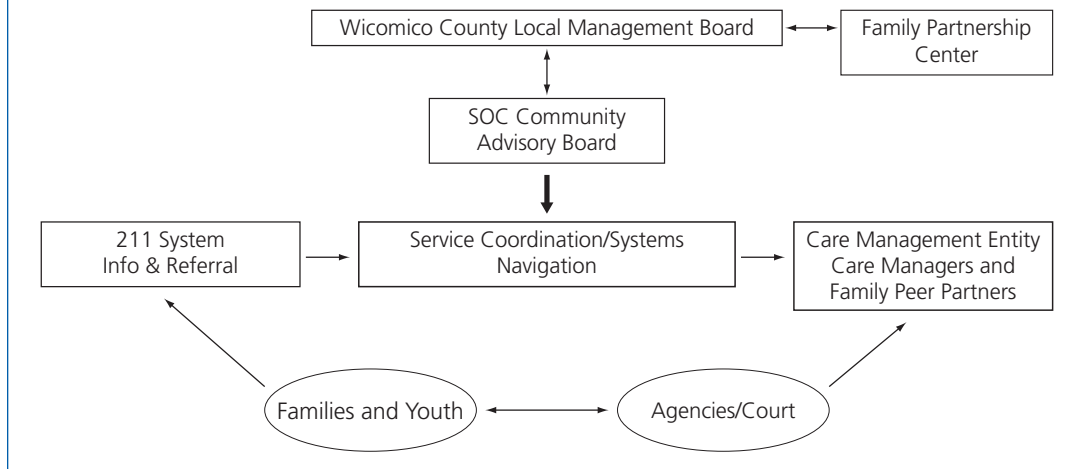 Wicomico County Local Management Board
Family Partnership
Center
SOC Community
Advisory Board
211 System
Info & Referral
Service Coordination/Systems
Navigation
Care Management Entity
Care Managers and
Family Peer Partners
Families and Youth
Agencies/Court